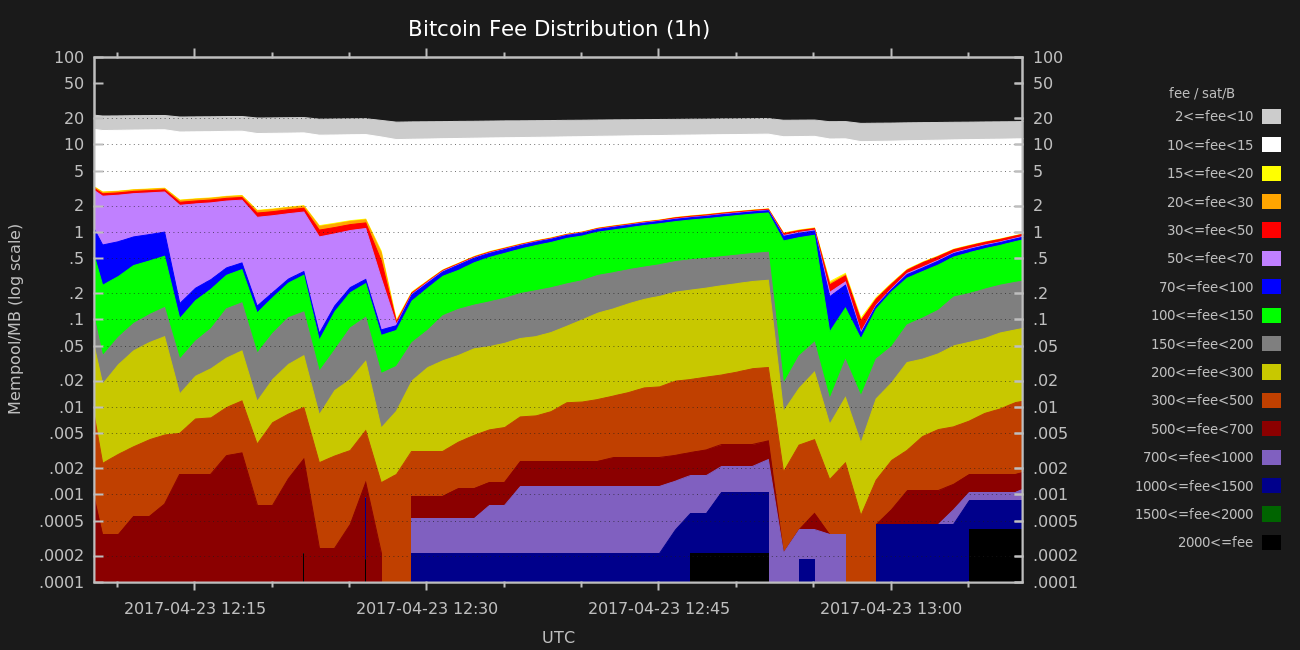 Bitcoin Fee Distribution (1h)
Mempool/MB (log scale)
100
50
20
10
5
2
1
.5
.2
.1
.05
.02
.01
.005
.002
.001
.0005
.0002
.0001
100
50
20
10
5
2
1
.5
.2
.1
.05
.02
.01
.005
.002
.001
.0005
.0002
.0001
fee / sat/B
2<=fee<10
10<=fee<15
15<=fee<20
20<=fee<30
30<=fee<50
50<=fee<70
70<=fee<100
100<=fee<150
150<=fee<200
200<=fee<300
300<=fee<500
500<=fee<700
700<=fee<1000
1000<=fee<1500
1500<=fee<2000
2000<=fee
2017-04-23 12:15
2017-04-23 12:30
2017-04-23 12:45
2017-04-23 13:00
UTC